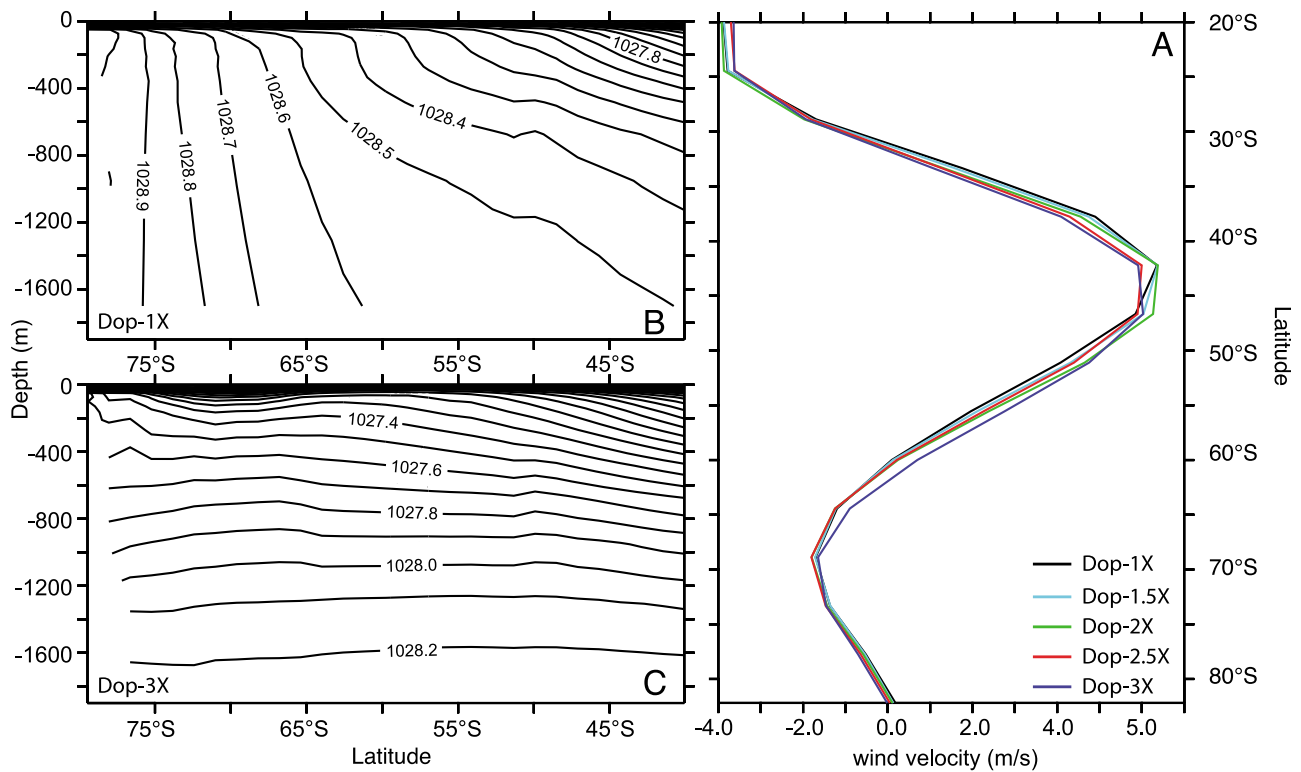 0
-400
-800
-1200
-1600
Depth (m)
1027.8
1028.4
1028.5
1028.6
1028.7
1028.8
1028.9
Dop-1X
B
75°S
65°S
55°S
45°S
0
-400
-800
-1200
-1600
1027.4
1027.6
1027.8
1028.0
1028.2
Dop-3X
C
75°S
65°S
55°S
45°S
Latitude
A
20°S
30°S
40°S
50°S
60°S
70°S
80°S
Latitude
Dop-1X
Dop-1.5X
Dop-2X
Dop-2.5X
Dop-3X
-4.0
-2.0
0.0
2.0
4.0
5.0
wind velocity (m/s)